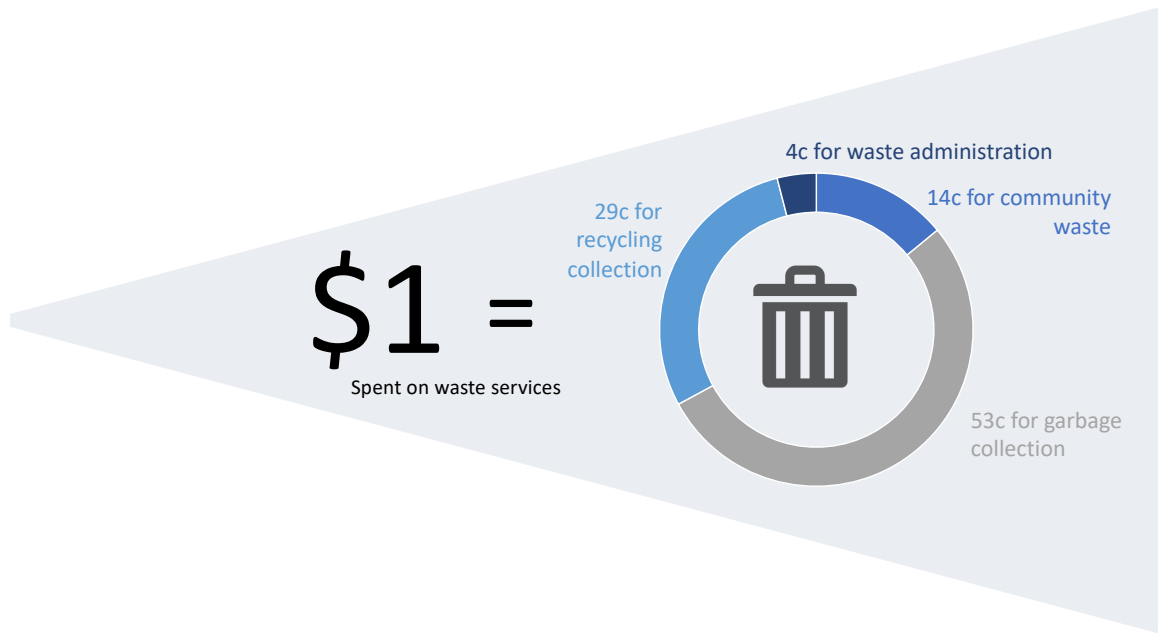 4c for waste administration
14c for community
waste
29c for
recycling
collection
$1 =
Spent on waste services
53c for garbage
collection